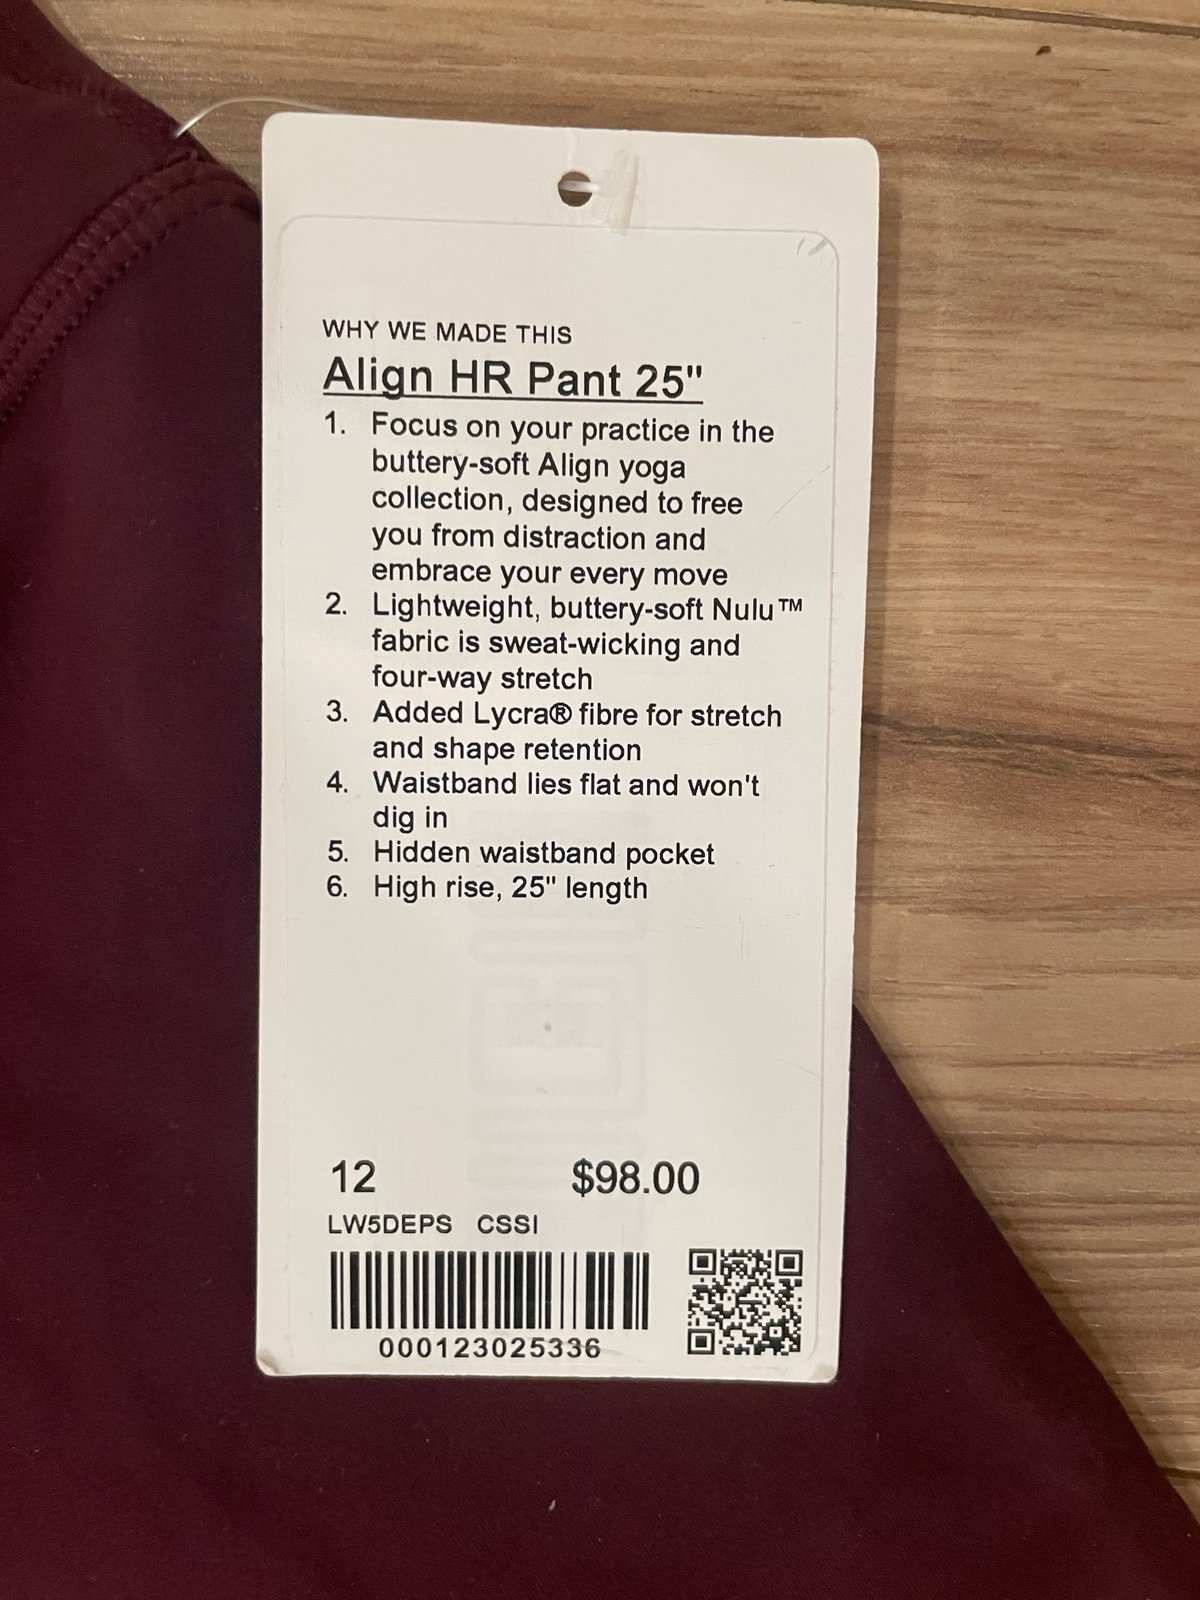 WHY WE MADE THIS
Align HR Pant 25"
1. Focus on your practice in the
buttery-soft Align yoga
collection, designed to free
you from distraction and
embrace your every move
2. Lightweight, buttery-soft Nulu™
fabric is sweat-wicking and
four-way stretch
3. Added Lycra® fibre for stretch
and shape retention
4. Waistband lies flat and won't
dig in
5. Hidden waistband pocket
6. High rise, 25" length
12 $98.00
LW5DEPS CSSI
000123025336